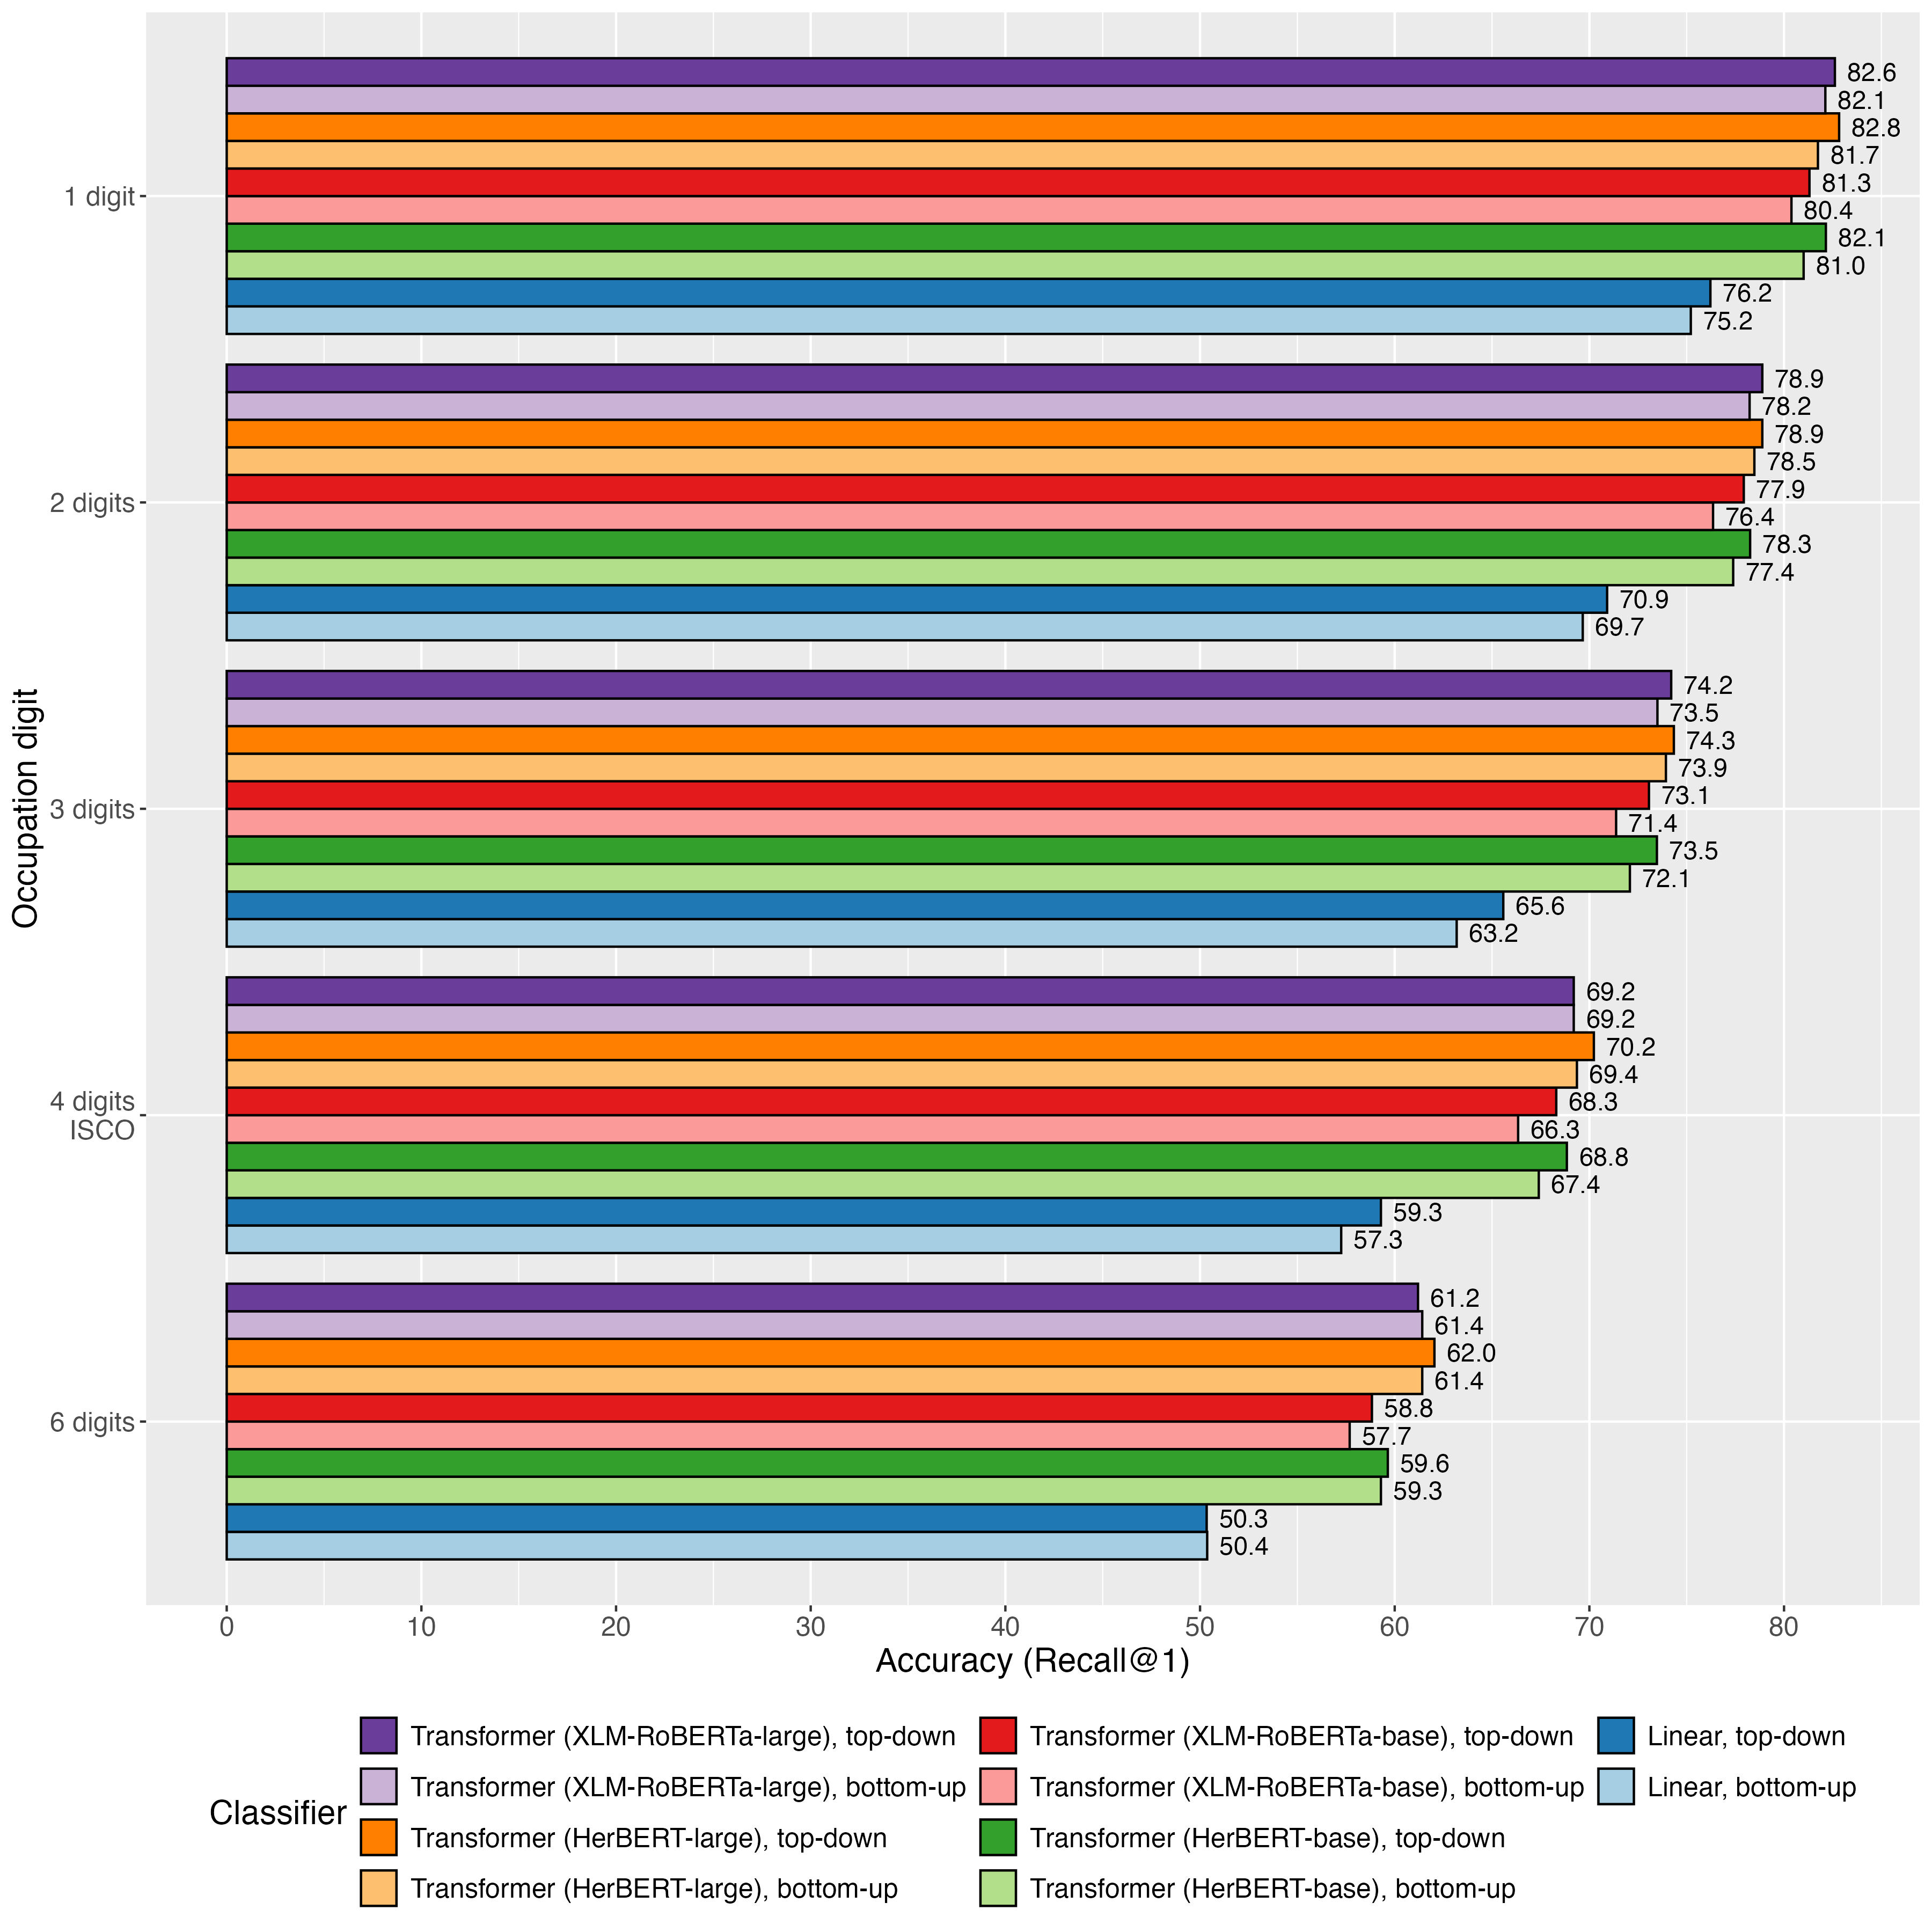 82.6
82.1
82.8
81.7
81.3
80.4
82.1
81.0
76.2
75.2
1 digit
78.9
78.2
78.9
78.5
77.9
76.4
78.3
77.4
70.9
69.7
2 digits
74.2
73.5
74.3
73.9
73.1
71.4
73.5
72.1
65.6
63.2
3 digits
69.2
69.2
70.2
69.4
68.3
66.3
68.8
67.4
59.3
57.3
4 digits
ISCO
61.2
61.4
62.0
61.4
58.8
57.7
59.6
59.3
50.3
50.4
6 digits
Occupation digit
0 10 20 30 40 50 60 70 80
Accuracy (Recall@1)
Classifier
Transformer (XLM-RoBERTa-large), top-down
Transformer (XLM-RoBERTa-large), bottom-up
Transformer (HerBERT-large), top-down
Transformer (HerBERT-large), bottom-up
Transformer (XLM-RoBERTa-base), top-down
Transformer (XLM-RoBERTa-base), bottom-up
Transformer (HerBERT-base), top-down
Transformer (HerBERT-base), bottom-up
Linear, top-down
Linear, bottom-up